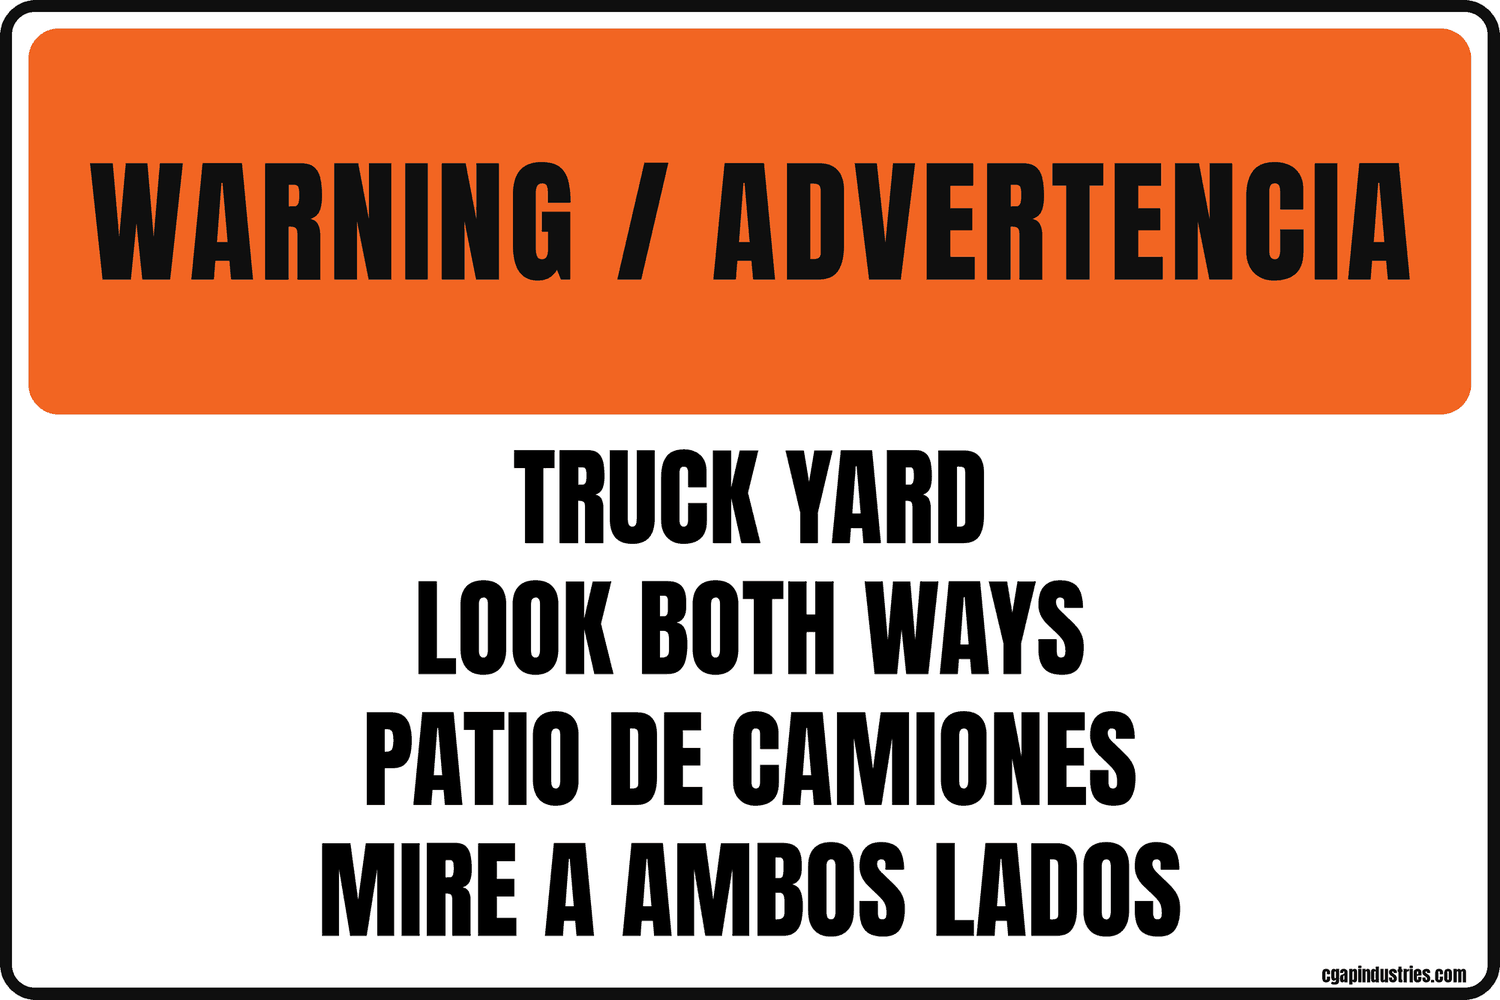 WARNING / ADVERTENCIA
TRUCK YARD
LOOK BOTH WAYS
PATIO DE CAMIONES
MIRE A AMBOS LADOS
cgapindustries.com